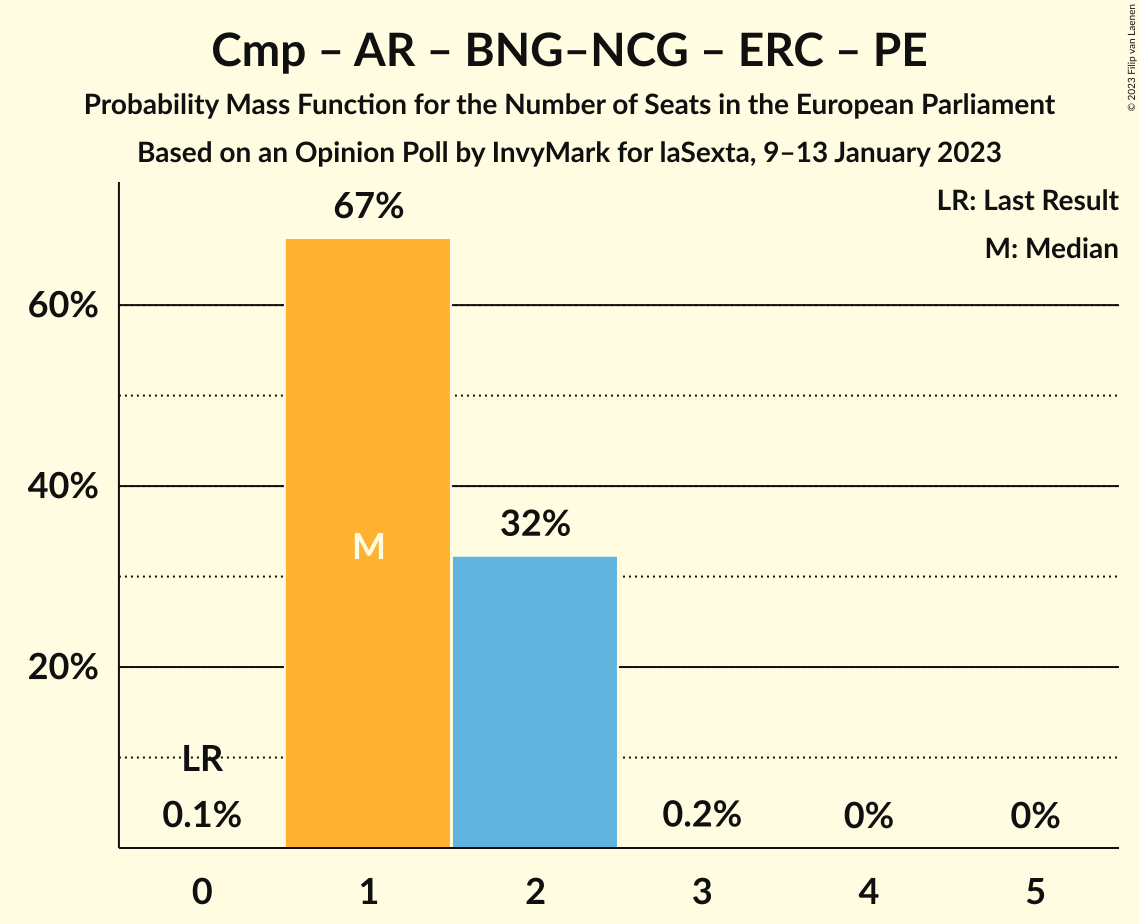 Cmp – AR – BNG–NCG – ERC – PE
Probability Mass Function for the Number of Seats in the European Parliament
Based on an Opinion Poll by InvyMark for laSexta, 9–13 January 2023
© 2023 Filip van Laenen
LR: Last Result
M: Median
67%
60%
40%
32%
M
20%
LR
0.1%
0.2%
0%
0%
0 1 2 3 4 5